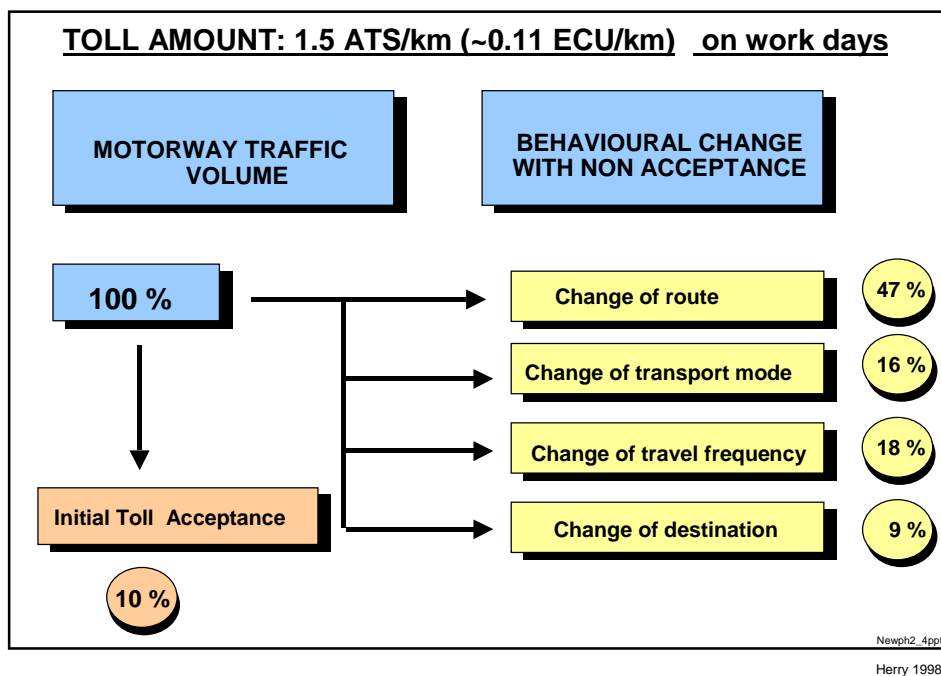 TOLL AMOUNT: 1.5 ATS/km (~0.11 ECU/km) on work days
MOTORWAY TRAFFIC
VOLUME
BEHAVIOURAL CHANGE
WITH NON ACCEPTANCE
100 %
Change of route
47 %
Change of transport mode
16 %
Change of travel frequency
18 %
Initial Toll Acceptance
Change of destination
9 %
10 %
Newph2_4ppt
Herry 1998